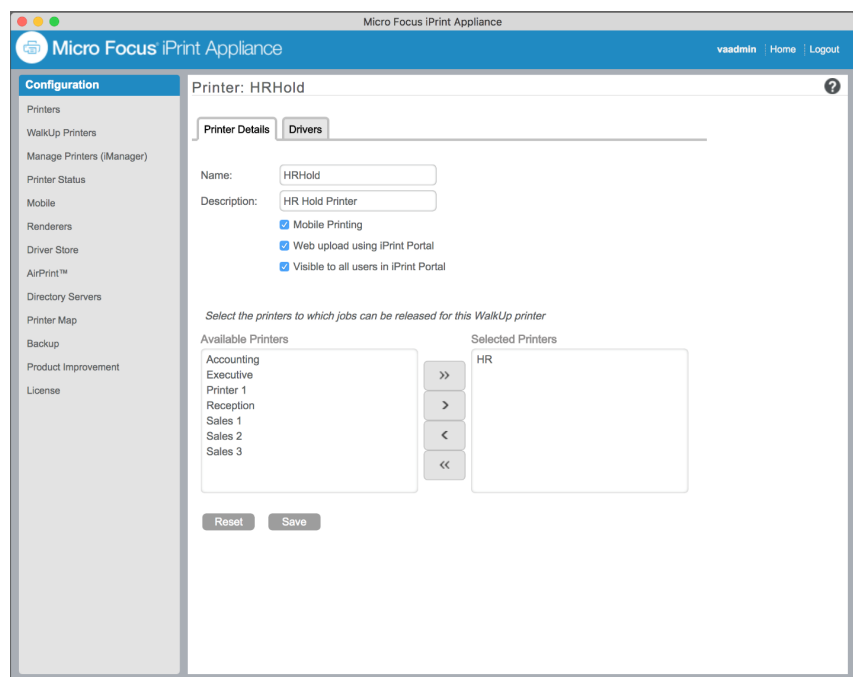 Micro Focus iPrint Appliance
Micro Focus iPrint Appliance
vaadmin Home Logout
Configuration
Printers
WalkUp Printers
Manage Printers (iManager)
Printer Status
Mobile
Renderers
Driver Store
AirPrint™
Directory Servers
Printer Map
Backup
Product Improvement
License
Printer: HRHold
?
Printer Details Drivers
Name: HRHold
Description: HR Hold Printer
Mobile Printing
Web upload using iPrint Portal
Visible to all users in iPrint Portal
Select the printers to which jobs can be released for this WalkUp printer
Available Printers
Accounting
Executive
Printer 1
Reception
Sales 1
Sales 2
Sales 3
»
>
<
«
Selected Printers
HR
Reset Save